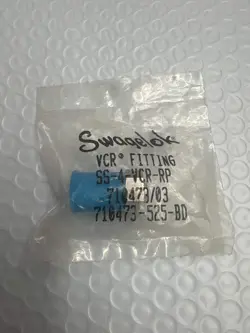 Swagelok
VCR® FITTING
SS-4-VCR-RP
710473/03
710473-525-BD